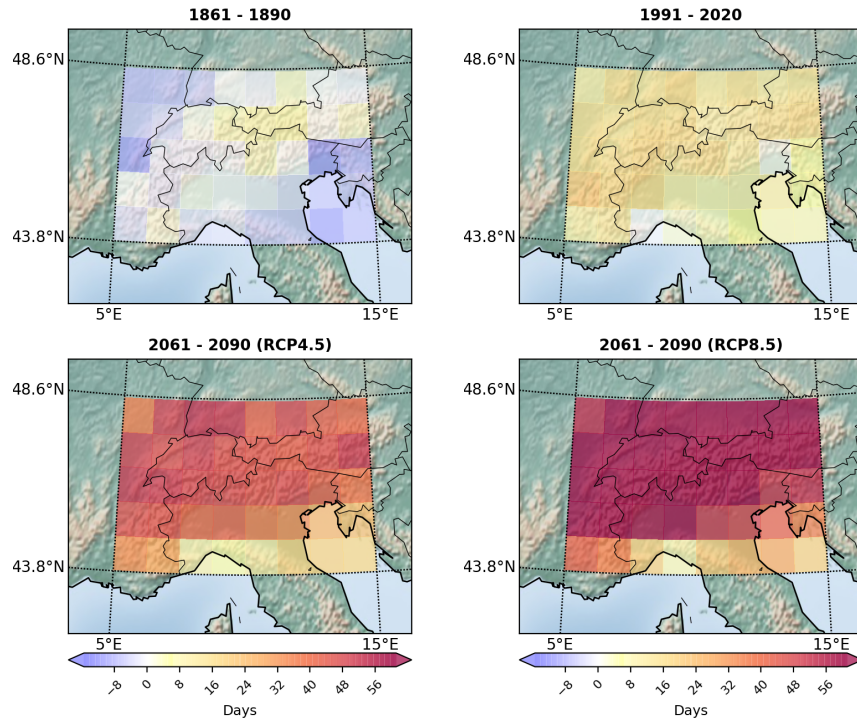 1861 - 1890
1991 - 2020
48.6°N
48.6°N
43.8°N
43.8°N
5°E
15°E
5°E
15°E
2061 - 2090 (RCP4.5)
2061 - 2090 (RCP8.5)
48.6°N
48.6°N
43.8°N
43.8°N
5°E
15°E
5°E
15°E
−8 0 8 16 24 32 40 48 56
−8 0 8 16 24 32 40 48 56
Days
Days